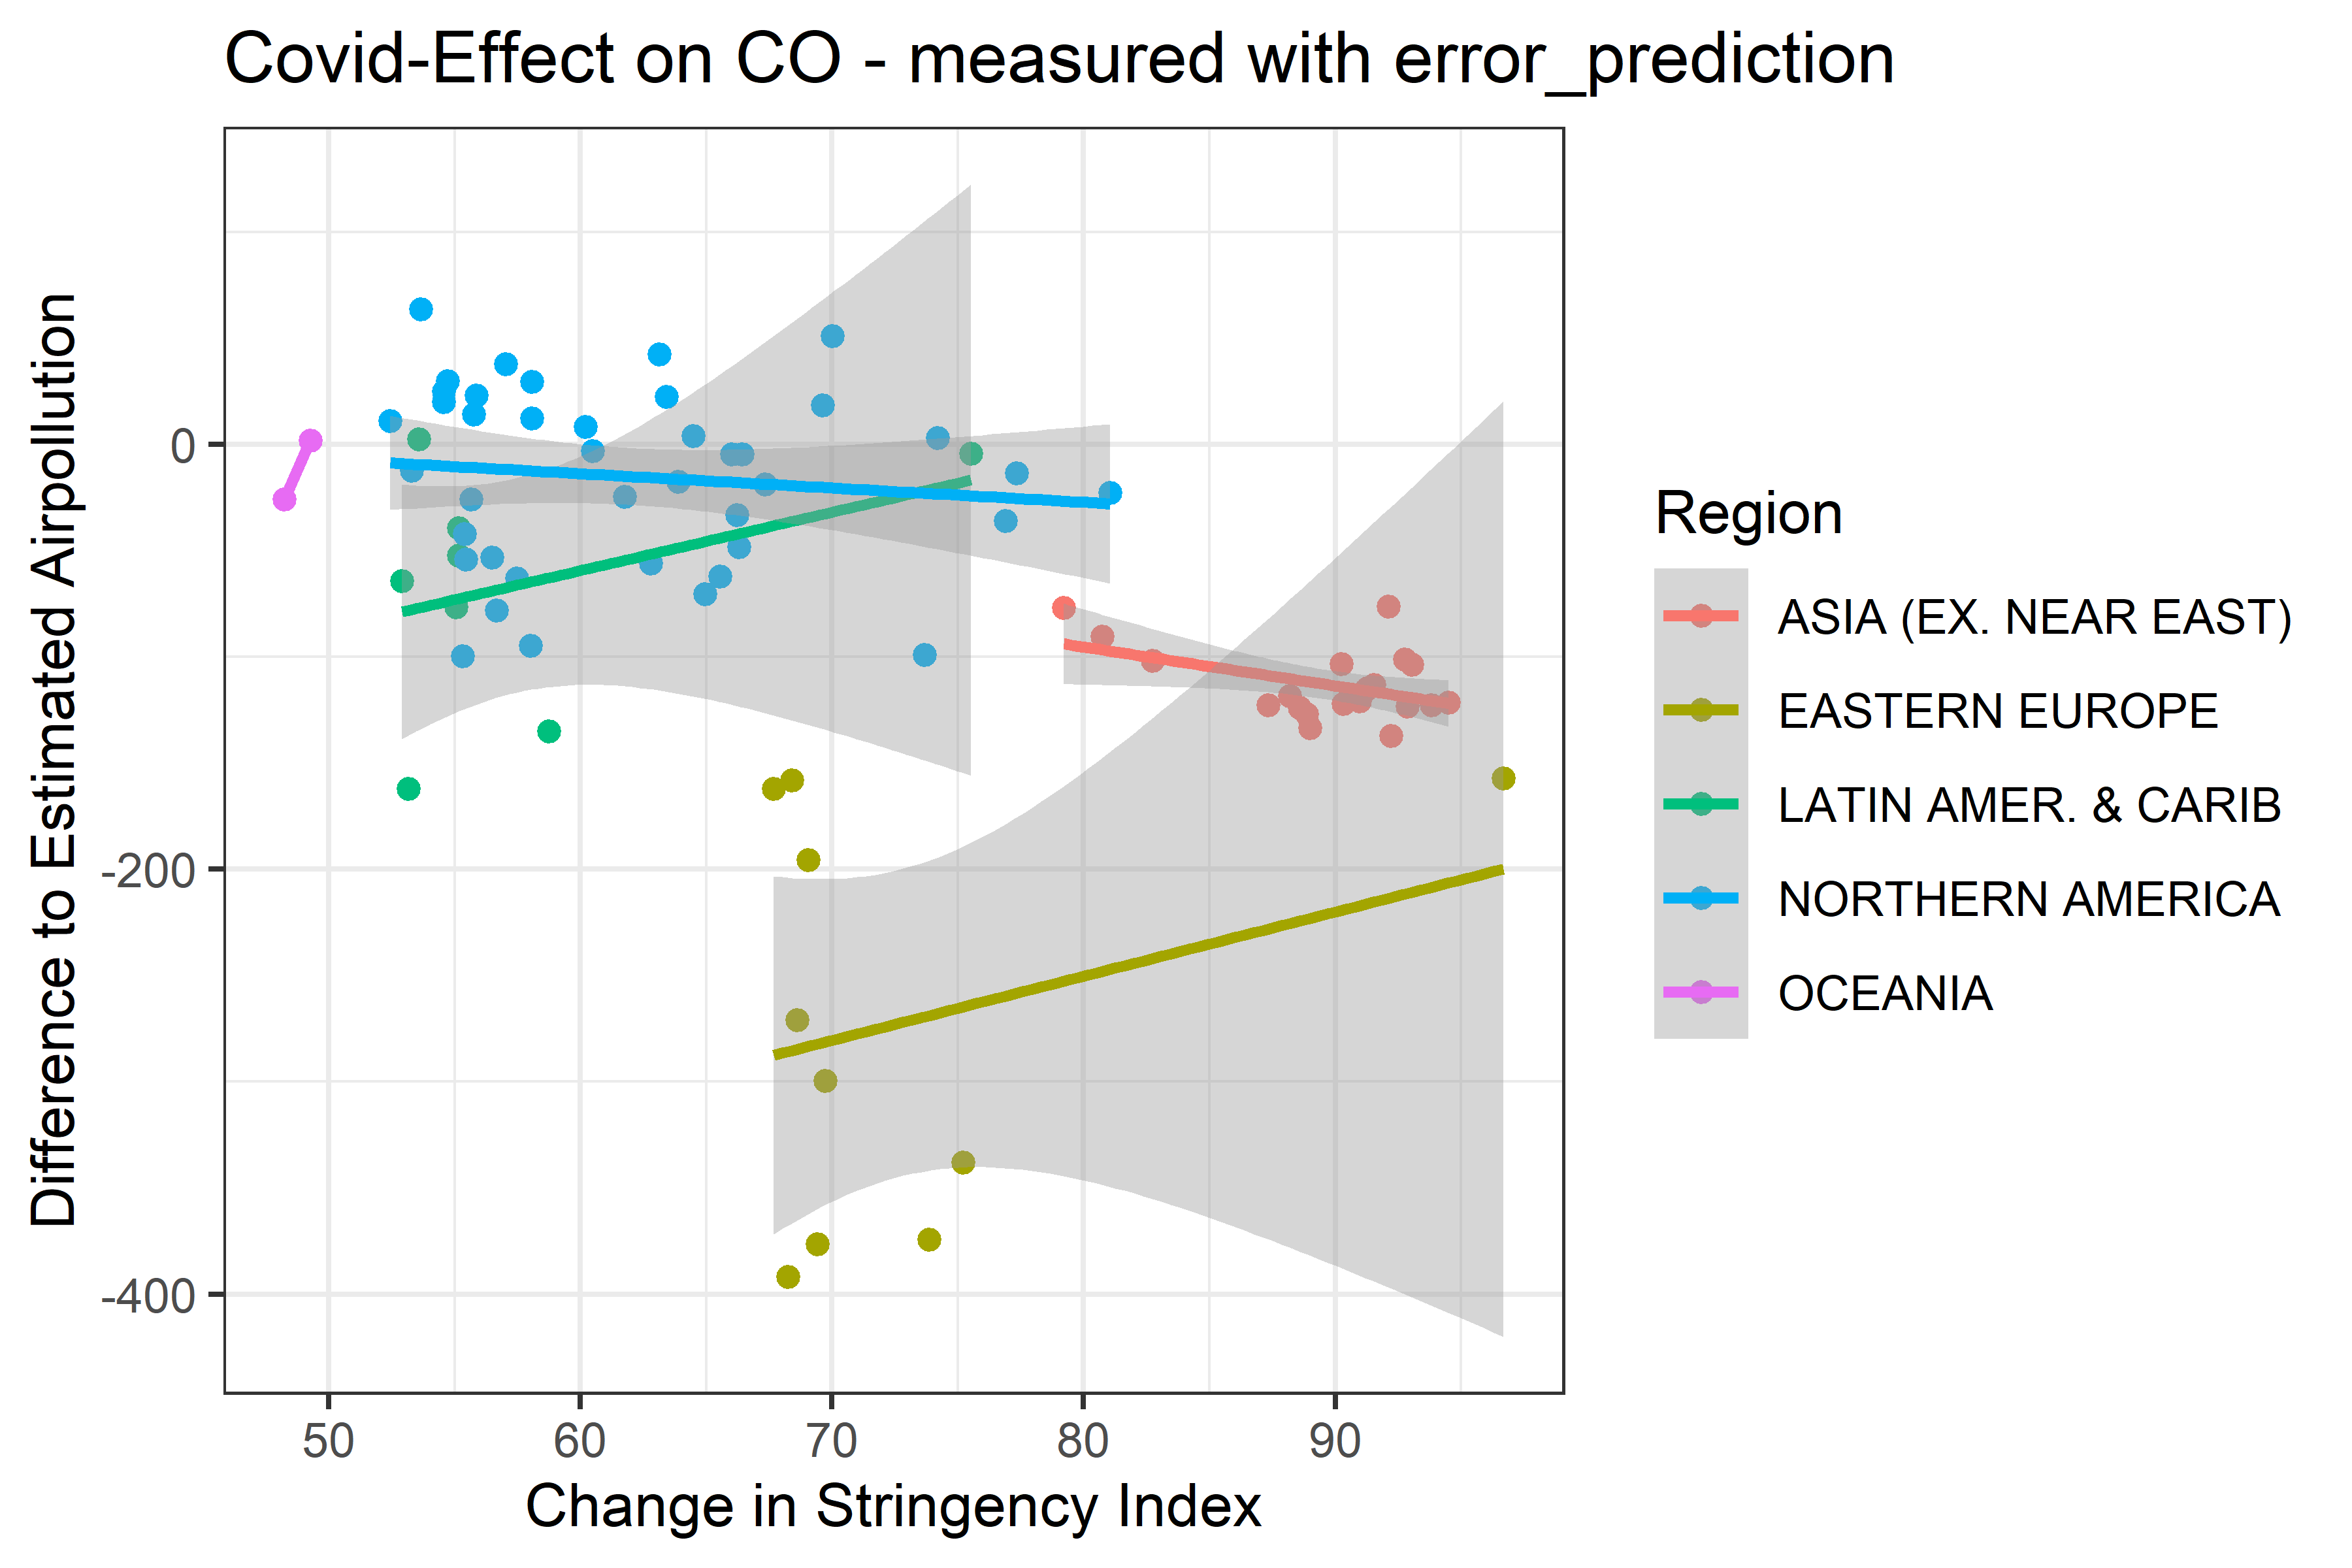 Covid-Effect on CO - measured with error_prediction
Difference to Estimated Airpollution
0
-200
-400
50 60 70 80 90
Change in Stringency Index
Region
ASIA (EX. NEAR EAST)
EASTERN EUROPE
LATIN AMER. & CARIB
NORTHERN AMERICA
OCEANIA